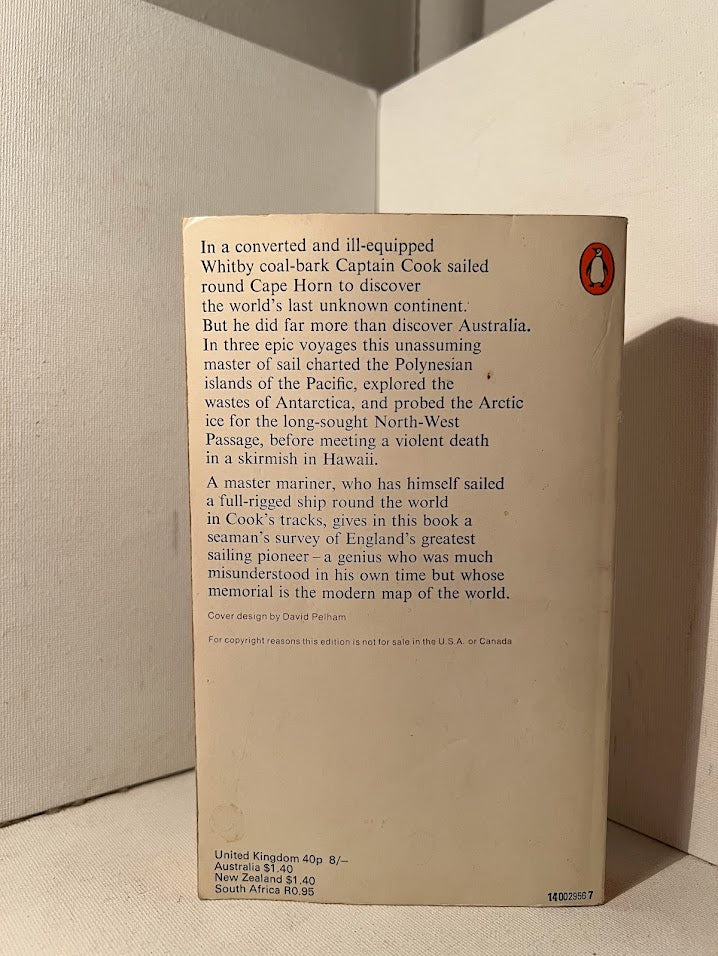 In a converted and ill-equipped
Whitby coal-bark Captain Cook sailed
round Cape Horn to discover
the world's last unknown continent.
But he did far more than discover Australia.
In three epic voyages this unassuming
master of sail charted the Polynesian
islands of the Pacific, explored the
wastes of Antarctica, and probed the Arctic
ice for the long-sought North-West
Passage, before meeting a violent death
in a skirmish in Hawaii.
A master mariner, who has himself sailed
a full-rigged ship round the world
in Cook's tracks, gives in this book a
seaman's survey of England's greatest
sailing pioneer – a genius who was much
misunderstood in his own time but whose
memorial is the modern map of the world.
Cover design by David Pelham
For copyright reasons this edition is not for sale in the U.S.A. or Canada
United Kingdom 40p 8/–
Australia $1.40
New Zealand $1.40
South Africa R0.95
14 002956 7